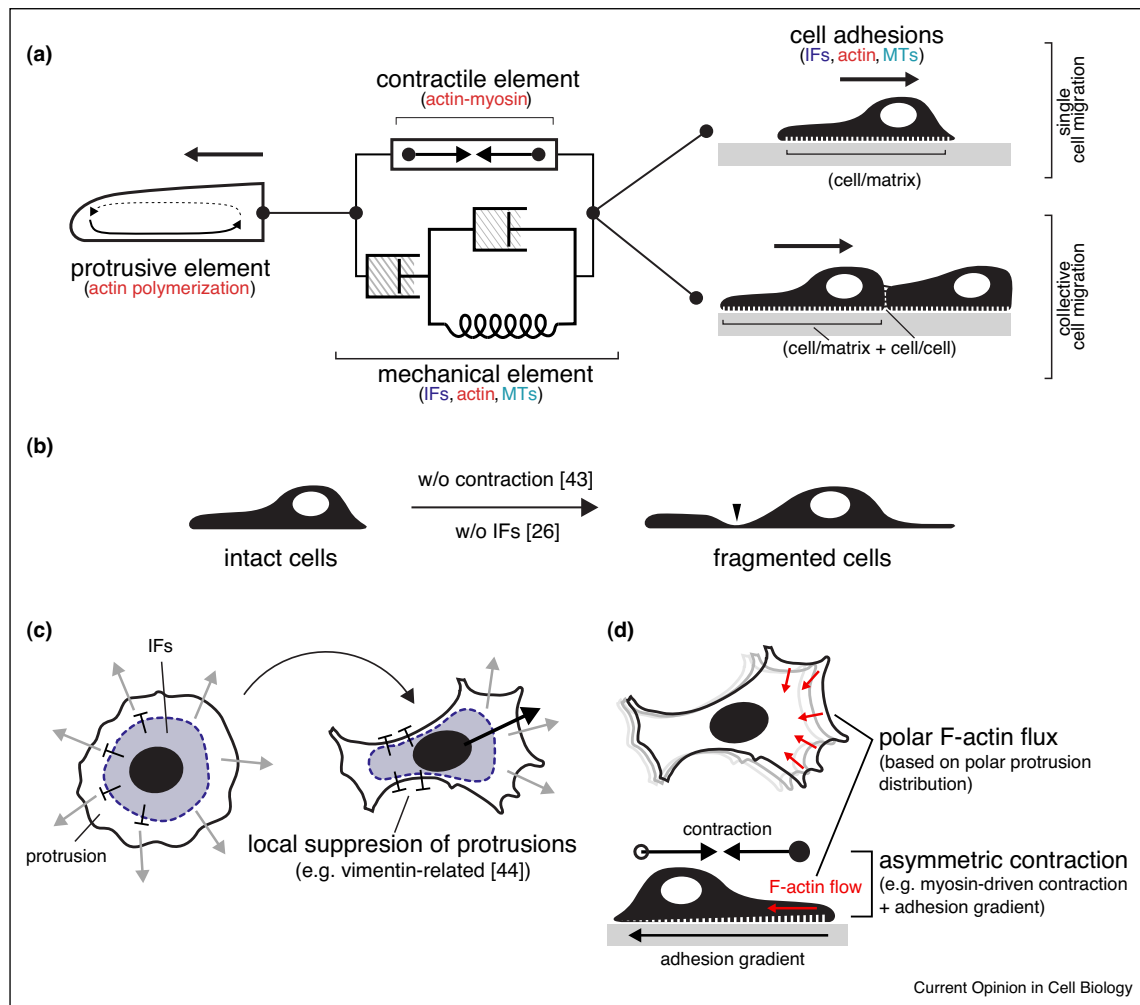 (a)
contractile element
(actin-myosin)
protrusive element
(actin polymerization)
mechanical element
(IFs, actin, MTs)
cell adhesions
(IFs, actin, MTs)
(cell/matrix)
single
cell migration
(cell/matrix + cell/cell)
collective
cell migration
(b)
intact cells
w/o contraction [43]
w/o IFs [26]
fragmented cells
(c)
IFs
protrusion
local suppresion of protrusions
(e.g. vimentin-related [44])
(d)
polar F-actin flux
(based on polar protrusion
distribution)
contraction
F-actin flow
asymmetric contraction
(e.g. myosin-driven contraction
+ adhesion gradient)
adhesion gradient
Current Opinion in Cell Biology